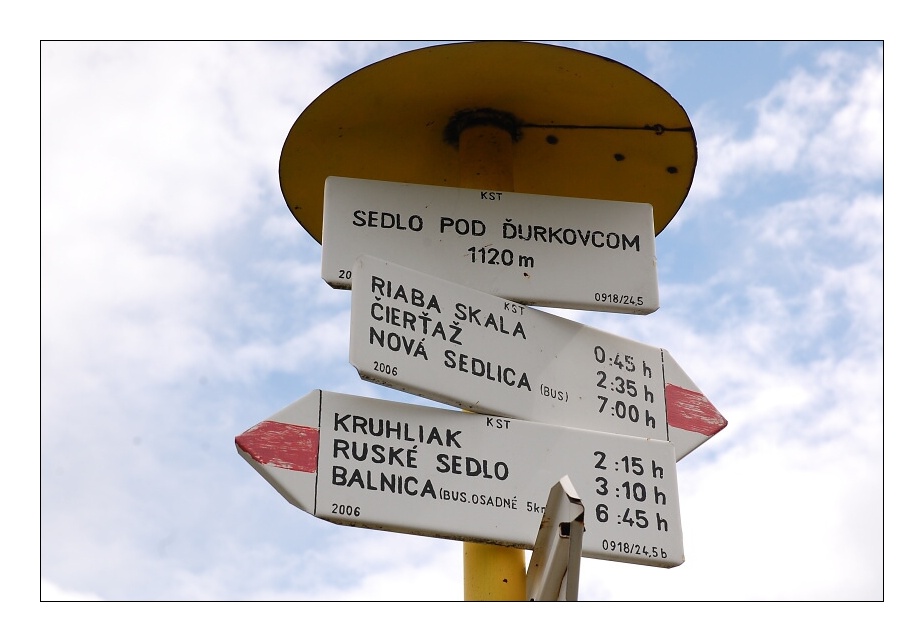 KST
SEDLO POD ĎURKOVCOM
1120 m
20
0918/24,5
KST
RIABA SKALA 0:45 h
ČIERŤAŽ 2:35 h
NOVÁ SEDLICA (BUS) 7:00 h
2006
KST
KRUHLIAK 2:15 h
RUSKÉ SEDLO 3:10 h
BALNICA (BUS.OSADNÉ 5km 6:45 h
2006
0918/24,5 b